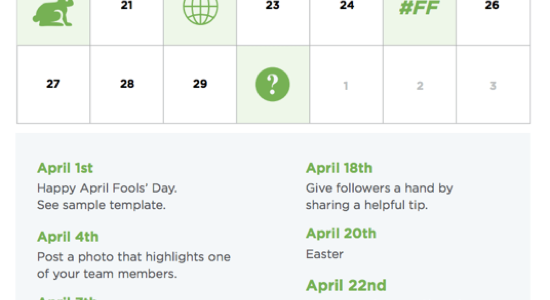 21 23 24 #FF 26
27 28 29 ? 1 2 3
April 1st
Happy April Fools' Day.
See sample template.
April 4th
Post a photo that highlights one
of your team members.
April 7th
April 18th
Give followers a hand by
sharing a helpful tip.
April 20th
Easter
April 22nd